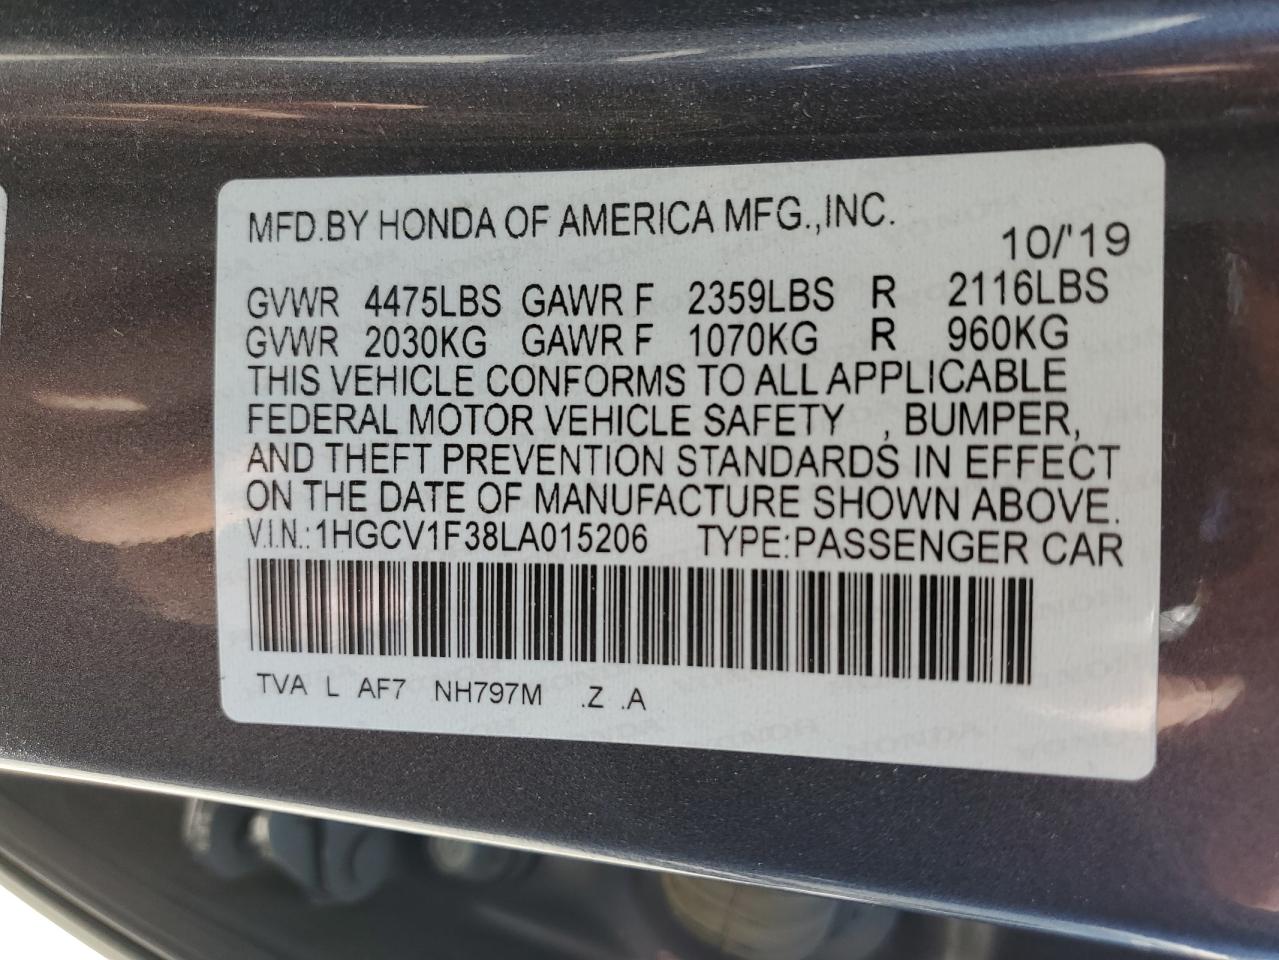 MFD.BY HONDA OF AMERICA MFG.,INC.
10/'19
GVWR 4475LBS GAWR F 2359LBS R 2116LBS
GVWR 2030KG GAWR F 1070KG R 960KG
THIS VEHICLE CONFORMS TO ALL APPLICABLE
FEDERAL MOTOR VEHICLE SAFETY , BUMPER,
AND THEFT PREVENTION STANDARDS IN EFFECT
ON THE DATE OF MANUFACTURE SHOWN ABOVE.
V.I.N.:1HGCV1F38LA015206 TYPE:PASSENGER CAR
TVA L AF7 NH797M .Z .A